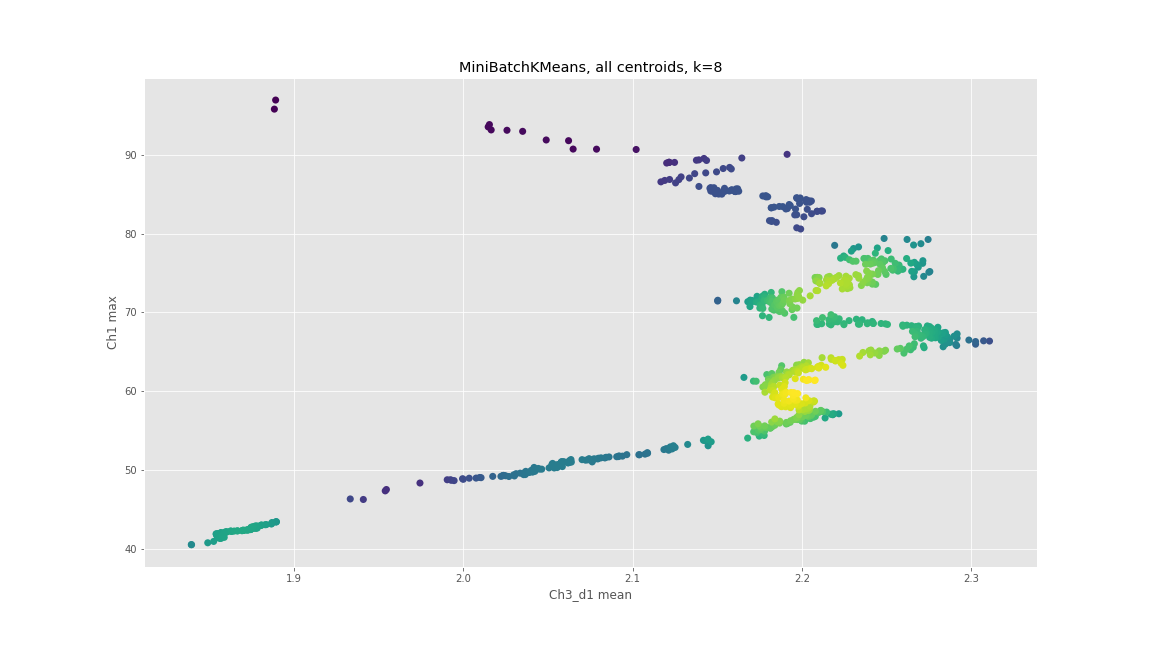 MiniBatchKMeans, all centroids, k=8
90
80
70
60
50
40
Ch1 max
1.9 2.0 2.1 2.2 2.3
Ch3_d1 mean